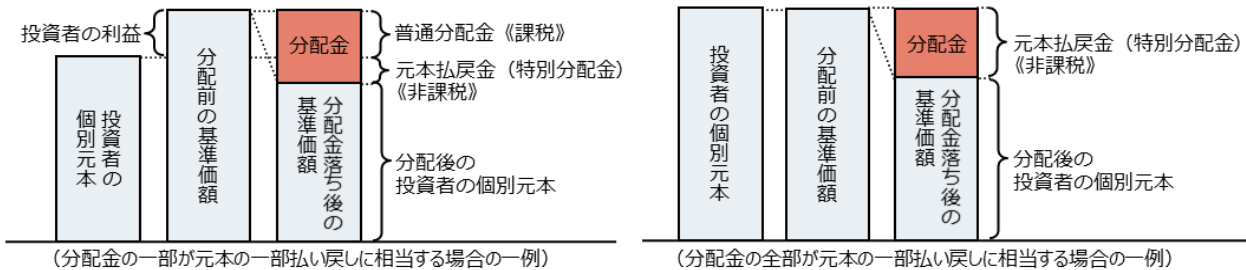 投資者の利益
投資者の
個別元本
分配前の基準価額
分配金
分配金落ち後の
基準価額
普通分配金《課税》
元本払戻金（特別分配金）
《非課税》
分配後の
投資者の個別元本
（分配金の一部が元本の一部払い戻しに相当する場合の一例）
投資者の個別元本
分配前の基準価額
分配金
分配金落ち後の
基準価額
元本払戻金（特別分配金）
《非課税》
分配後の
投資者の個別元本
（分配金の全部が元本の一部払い戻しに相当する場合の一例）